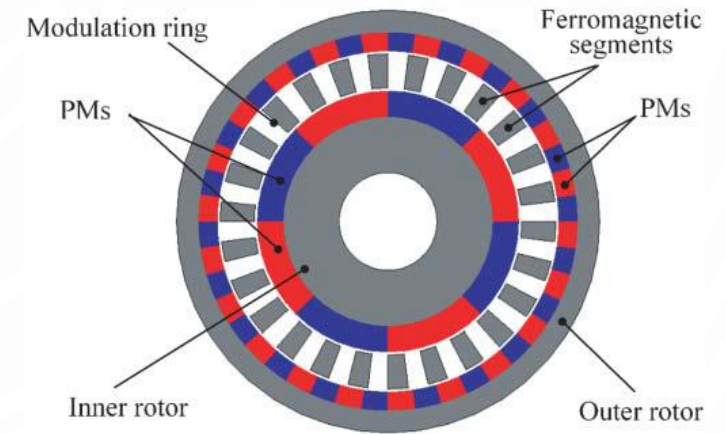 Modulation ring
Ferromagnetic
segments
PMs
PMs
Inner rotor
Outer rotor